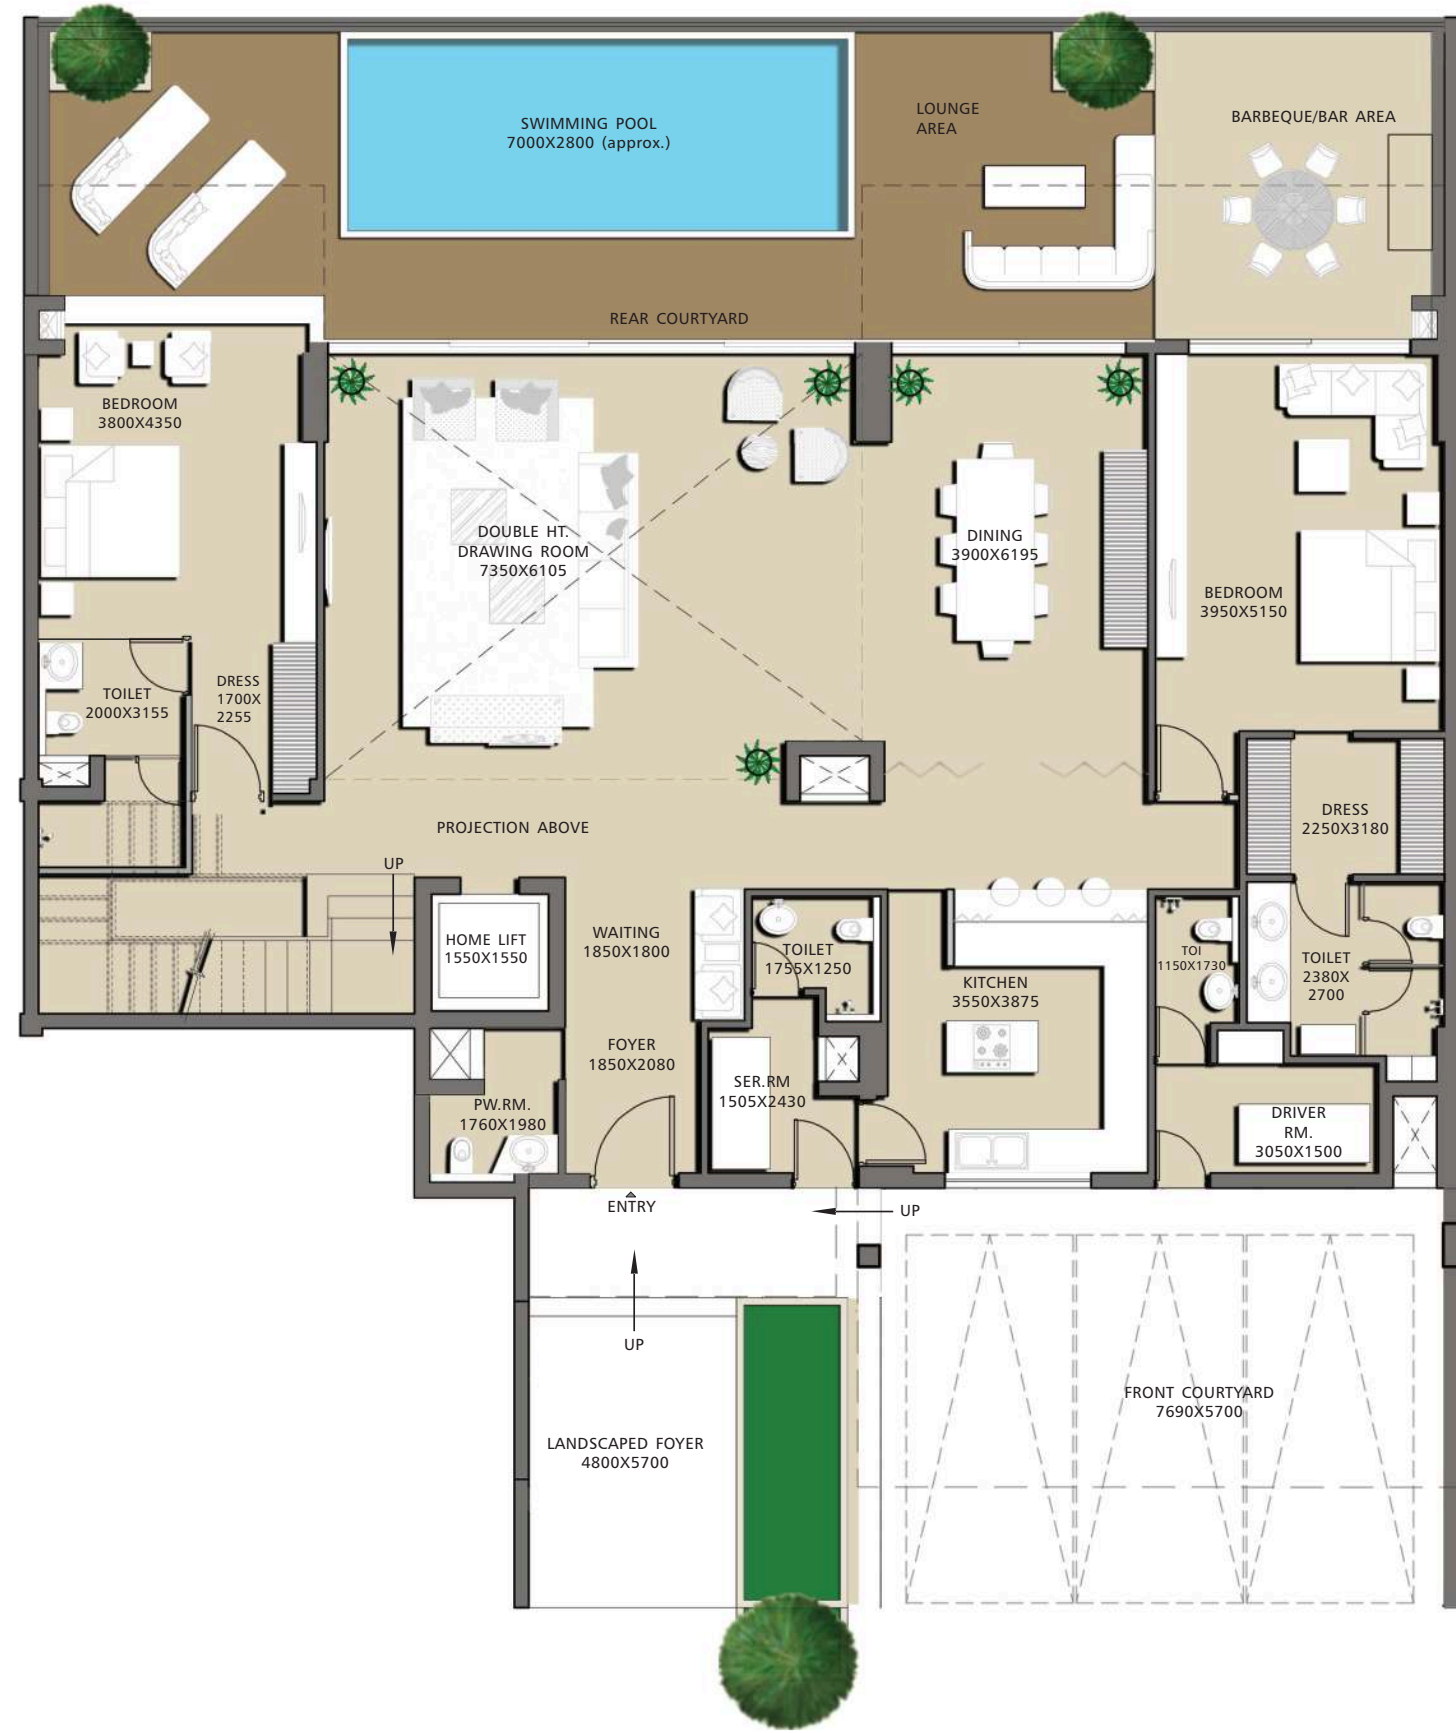 SWIMMING POOL
7000X2800 (approx.)
LOUNGE
AREA
BARBEQUE/BAR AREA
REAR COURTYARD
BEDROOM
3800X4350
DOUBLE HT.
DRAWING ROOM
7350X6105
DINING
3900X6195
BEDROOM
3950X5150
TOILET
2000X3155
DRESS
1700X
2255
PROJECTION ABOVE
DRESS
2250X3180
UP
HOME LIFT
1550X1550
WAITING
1850X1800
TOILET
1755X1250
KITCHEN
3550X3875
TOI
1150X1730
TOILET
2380X
2700
FOYER
1850X2080
SER.RM
1505X2430
PW.RM.
1760X1980
DRIVER
RM.
3050X1500
ENTRY
UP
UP
FRONT COURTYARD
7690X5700
LANDSCAPED FOYER
4800X5700